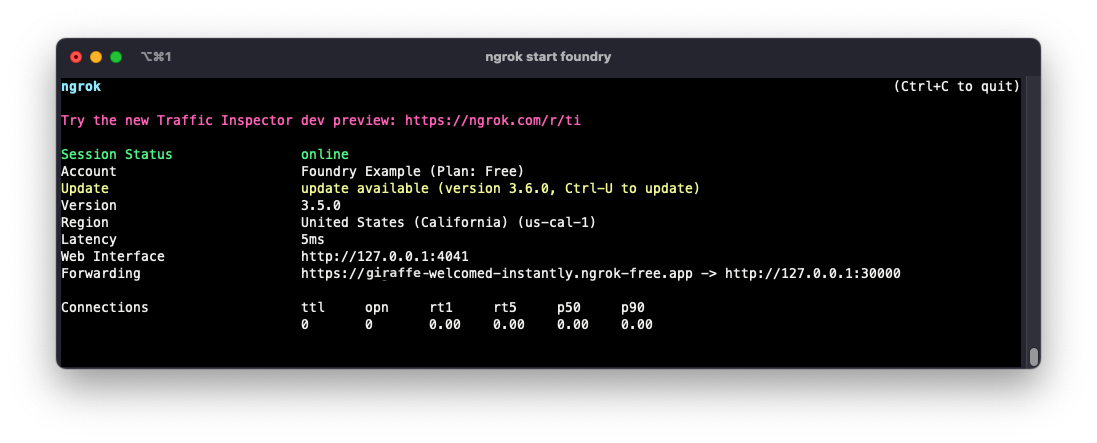 ⌥⌘1 ngrok start foundry
ngrok (Ctrl+C to quit)
Try the new Traffic Inspector dev preview: https://ngrok.com/r/ti
Session Status online
Account Foundry Example (Plan: Free)
Update update available (version 3.6.0, Ctrl-U to update)
Version 3.5.0
Region United States (California) (us-cal-1)
Latency 5ms
Web Interface http://127.0.0.1:4041
Forwarding https://giraffe-welcomed-instantly.ngrok-free.app -> http://127.0.0.1:30000
Connections ttl opn rt1 rt5 p50 p90
0 0 0.00 0.00 0.00 0.00